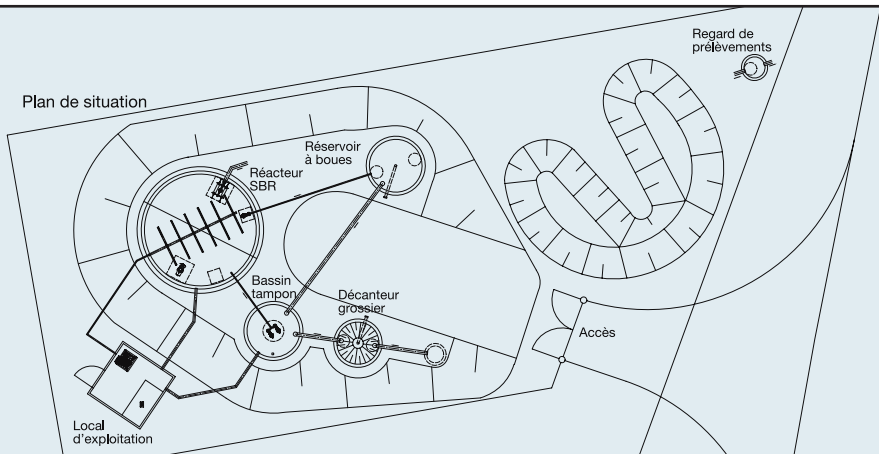 Regard de
prélèvements
Plan de situation
Réservoir
à boues
Réacteur
SBR
Bassin
tampon
Décanteur
grossier
Accès
Local
d'exploitation